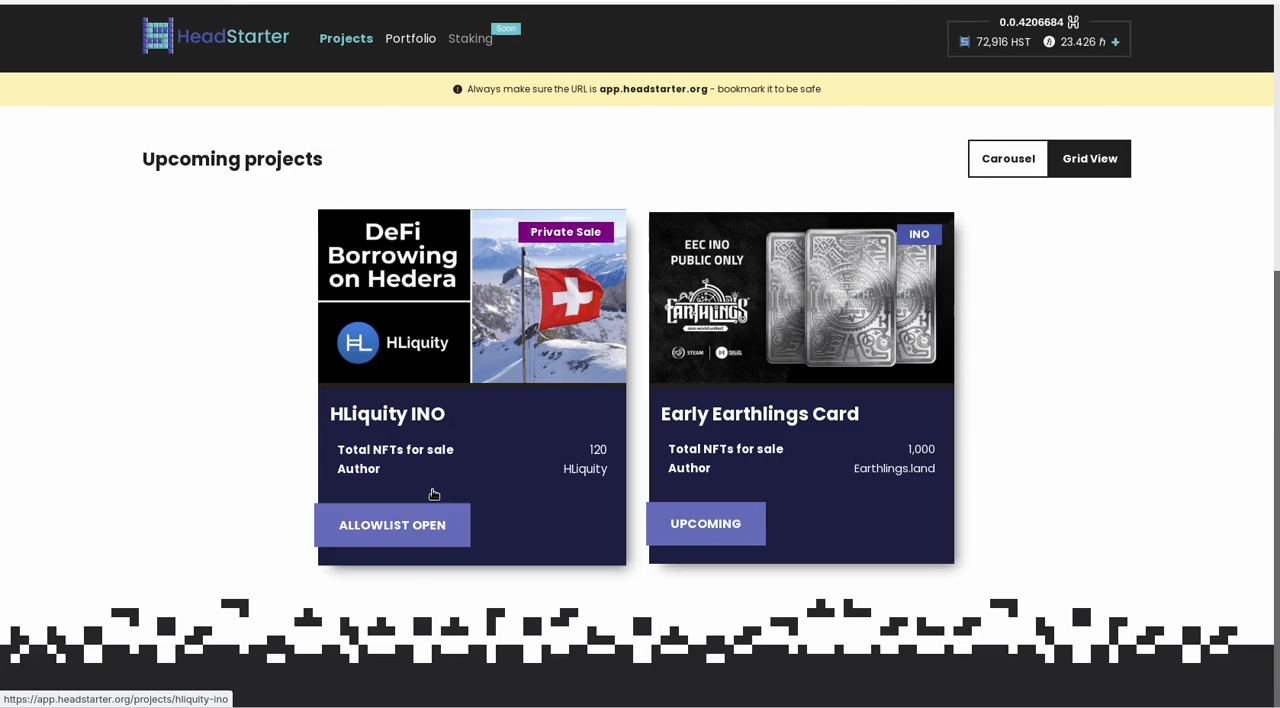 HeadStarter
Projects
Portfolio
Staking
Soon
0.0.4206684
72,916 HST
23.426 ℏ +
Always make sure the URL is app.headstarter.org - bookmark it to be safe
Upcoming projects
Carousel
Grid View
DeFi
Borrowing
on Hedera
HL HLiquity
Private Sale
HLiquity INO
Total NFTs for sale 120
Author HLiquity
ALLOWLIST OPEN
EEC INO
PUBLIC ONLY
EARTHLINGS
STEAM
INO
Early Earthlings Card
Total NFTs for sale 1,000
Author Earthlings.land
UPCOMING
https://app.headstarter.org/projects/hliquity-ino